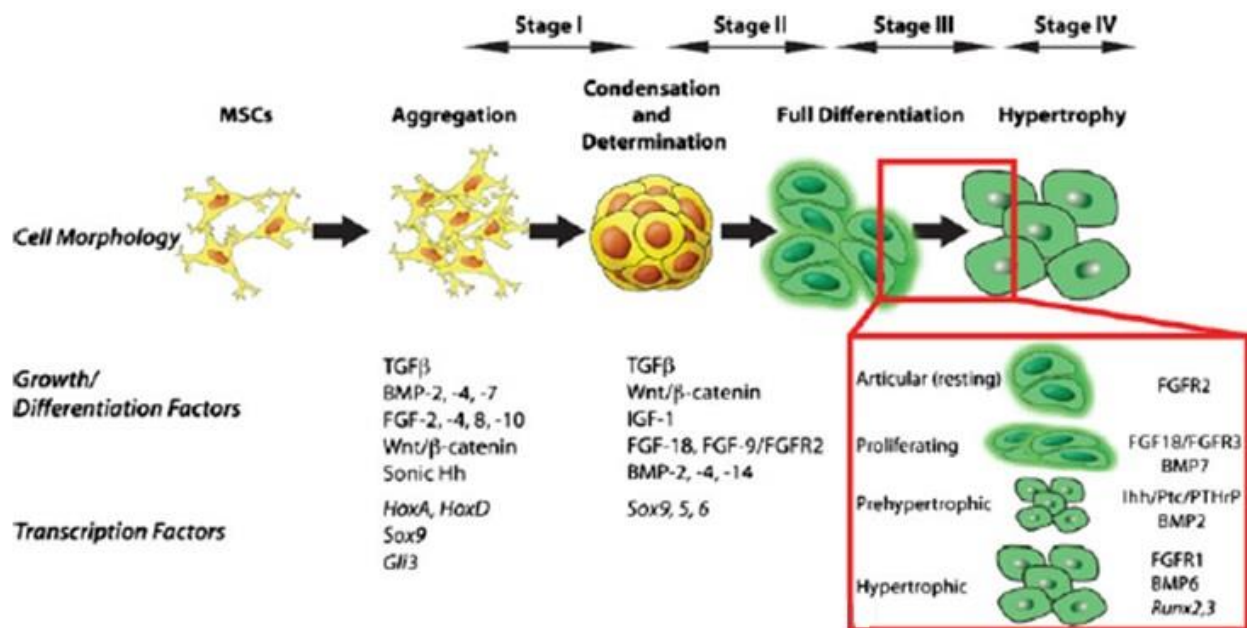 Stage I
Stage II
Stage III
Stage IV
MSCs
Aggregation
Condensation
and
Determination
Full Differentiation
Hypertrophy
Cell Morphology
Growth/
Differentiation Factors
TGFβ
BMP-2, -4, -7
FGF-2, -4, 8, -10
Wnt/β-catenin
Sonic Hh
TGFβ
Wnt/β-catenin
IGF-1
FGF-18, FGF-9/FGFR2
BMP-2, -4, -14
Transcription Factors
HoxA, HoxD
Sox9
Gli3
Sox9, 5, 6
Articular (resting)
FGFR2
Proliferating
FGF18/FGFR3
BMP7
Prehypertrophic
Ihh/Ptc/PTHrP
BMP2
Hypertrophic
FGFR1
BMP6
Runx2,3